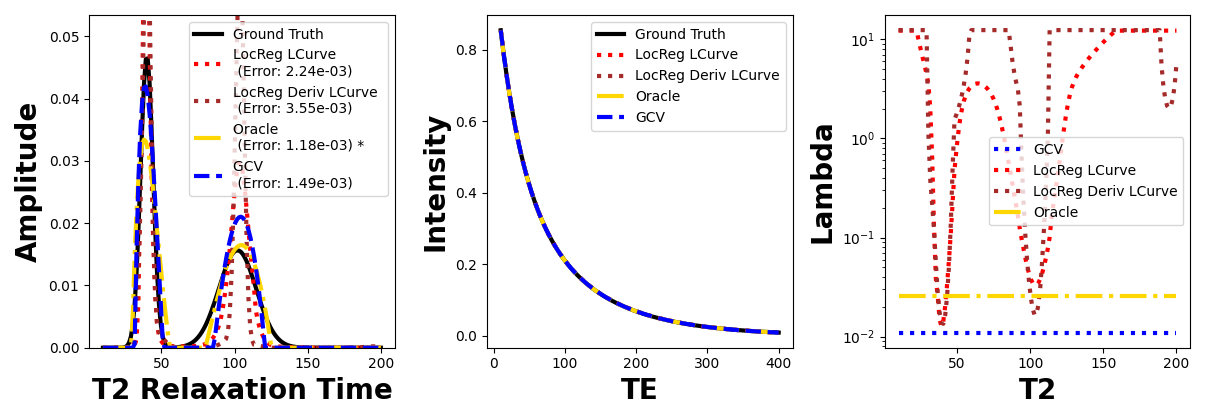 Amplitude
0.05
0.04
0.03
0.02
0.01
0.00
50
100
150
200
T2 Relaxation Time
Ground Truth
LocReg LCurve
(Error: 2.24e-03)
LocReg Deriv LCurve
(Error: 3.55e-03)
Oracle
(Error: 1.18e-03) *
GCV
(Error: 1.49e-03)
Intensity
0.8
0.6
0.4
0.2
0.0
0
100
200
300
400
TE
Ground Truth
LocReg LCurve
LocReg Deriv LCurve
Oracle
GCV
Lambda
10¹
10⁰
10⁻¹
10⁻²
50
100
150
200
T2
GCV
LocReg LCurve
LocReg Deriv LCurve
Oracle